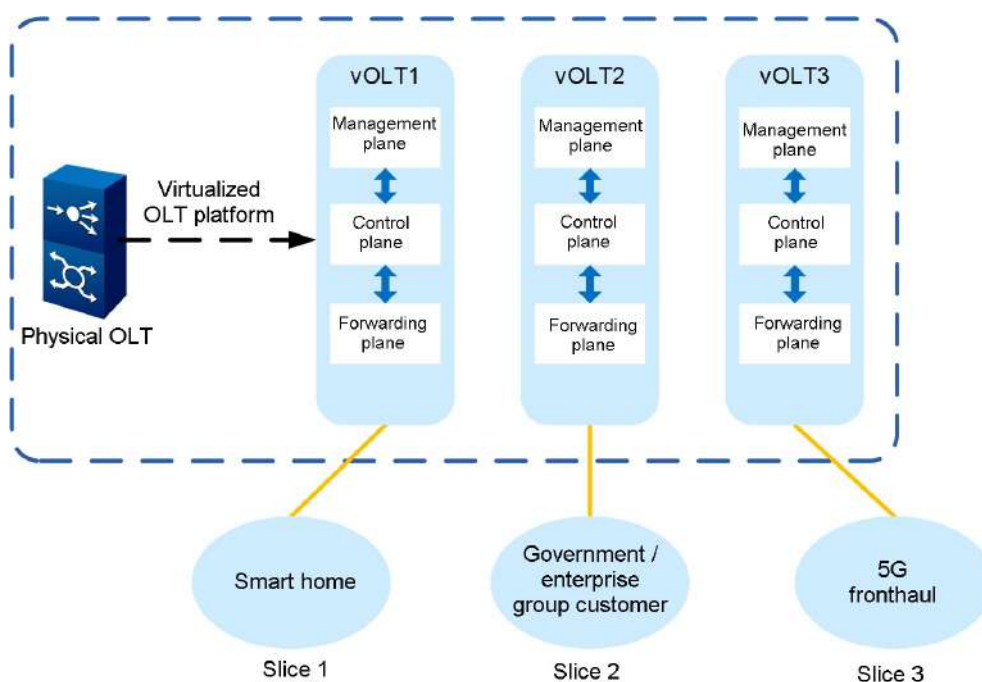 vOLT1
vOLT2
vOLT3
Management
plane
Management
plane
Management
plane
Virtualized
OLT platform
Control
plane
Control
plane
Control
plane
Physical OLT
Forwarding
plane
Forwarding
plane
Forwarding
plane
Smart home
Government /
enterprise
group customer
5G
fronthaul
Slice 1
Slice 2
Slice 3